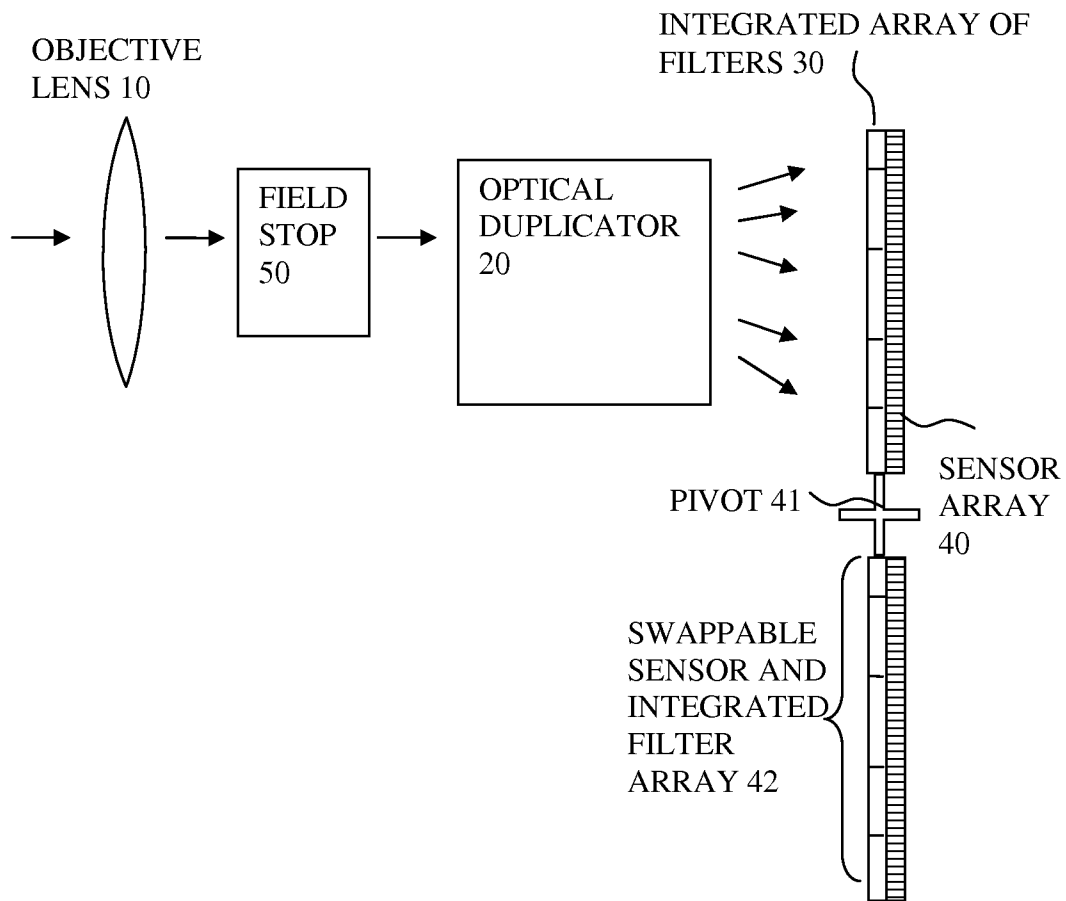 OBJECTIVE
LENS 10
INTEGRATED ARRAY OF
FILTERS 30
FIELD
STOP
50
OPTICAL
DUPLICATOR
20
SENSOR
ARRAY
40
PIVOT 41
SWAPPABLE
SENSOR AND
INTEGRATED
FILTER
ARRAY 42